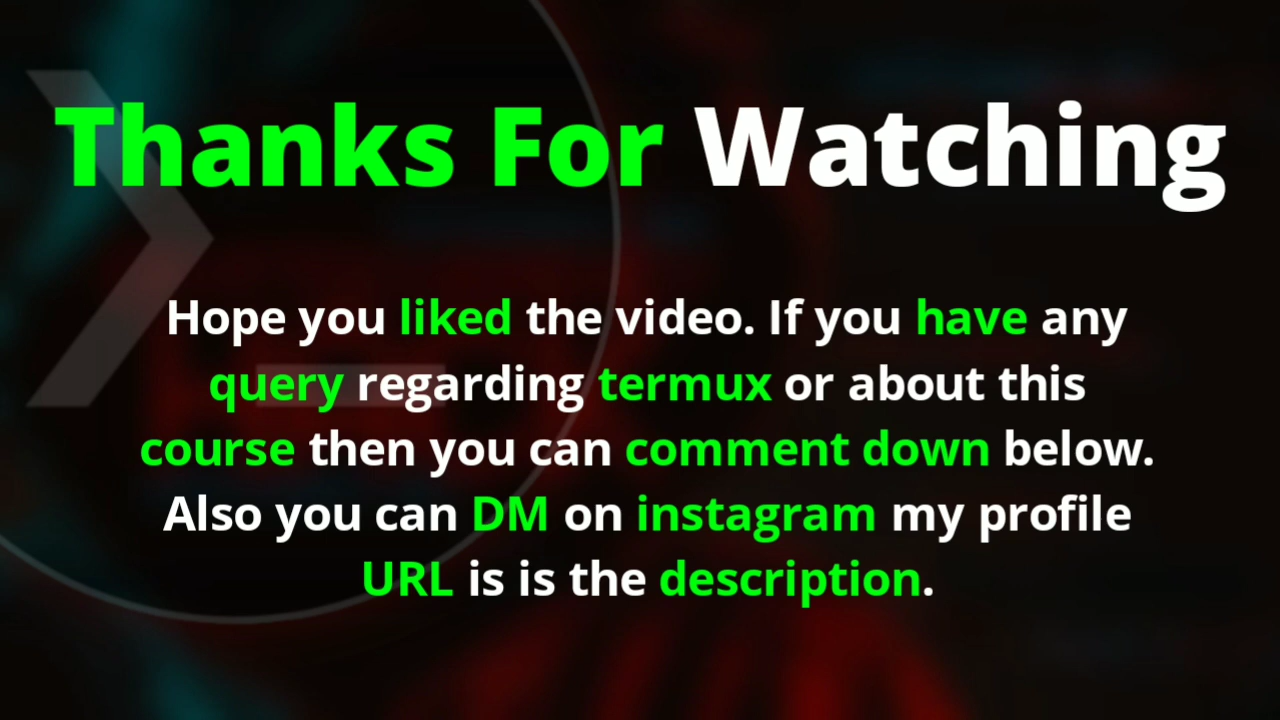 Thanks For Watching
Hope you liked the video. If you have any
query regarding termux or about this
course then you can comment down below.
Also you can DM on instagram my profile
URL is is the description.